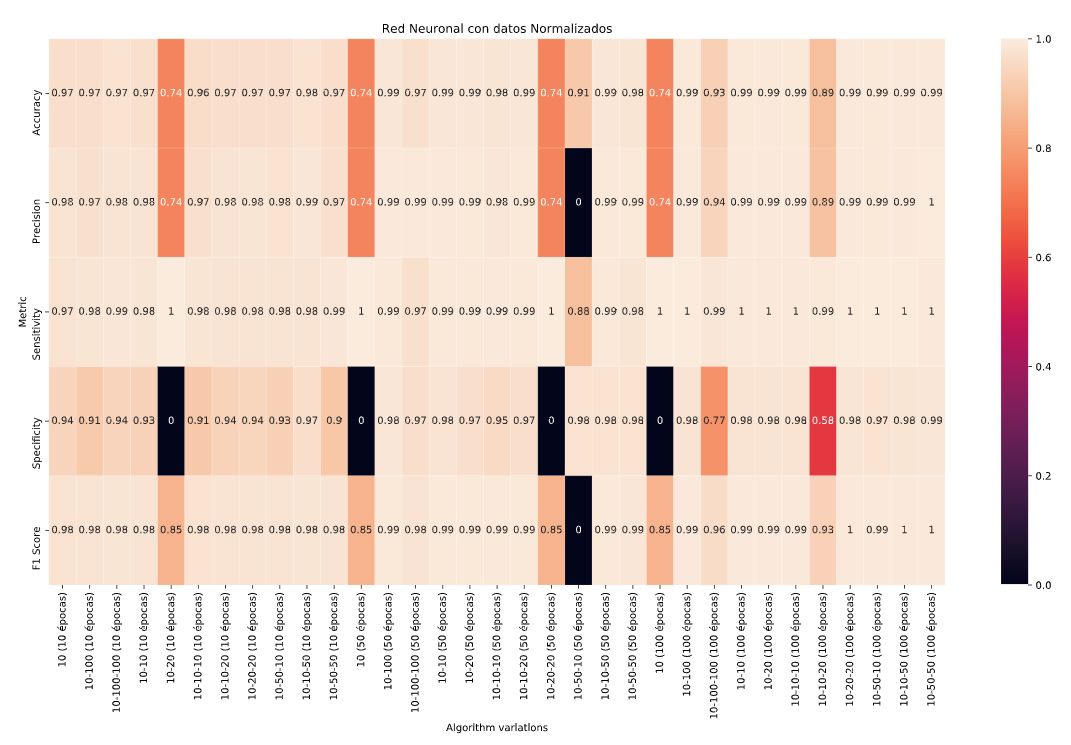 Red Neuronal con datos Normalizados
Metric
Accuracy
0.97 0.97 0.97 0.97 0.74 0.96 0.97 0.97 0.97 0.98 0.97 0.74 0.99 0.97 0.99 0.99 0.98 0.99 0.74 0.91 0.99 0.98 0.74 0.99 0.93 0.99 0.99 0.99 0.89 0.99 0.99 0.99 0.99
Precision
0.98 0.97 0.98 0.98 0.74 0.97 0.98 0.98 0.98 0.99 0.97 0.74 0.99 0.99 0.99 0.99 0.98 0.99 0.74 0 0.99 0.99 0.74 0.99 0.94 0.99 0.99 0.99 0.89 0.99 0.99 0.99 1
Sensitivity
0.97 0.98 0.99 0.98 1 0.98 0.98 0.98 0.98 0.98 0.99 1 0.99 0.97 0.99 0.99 0.99 0.99 1 0.88 0.99 0.98 1 1 0.99 1 1 1 0.99 1 1 1 1
Specificity
0.94 0.91 0.94 0.93 0 0.91 0.94 0.94 0.93 0.97 0.9 0 0.98 0.97 0.98 0.97 0.95 0.97 0 0.98 0.98 0.98 0 0.98 0.77 0.98 0.98 0.98 0.58 0.98 0.97 0.98 0.99
F1 Score
0.98 0.98 0.98 0.98 0.85 0.98 0.98 0.98 0.98 0.98 0.98 0.85 0.99 0.98 0.99 0.99 0.99 0.99 0.85 0 0.99 0.99 0.85 0.99 0.96 0.99 0.99 0.99 0.93 1 0.99 1 1
10 (10 épocas)
10-100 (10 épocas)
10-100-100 (10 épocas)
10-10 (10 épocas)
10-20 (10 épocas)
10-10-10 (10 épocas)
10-10-20 (10 épocas)
10-20-20 (10 épocas)
10-50-10 (10 épocas)
10-50 (10 épocas)
10-50-50 (10 épocas)
10 (50 épocas)
10-100 (50 épocas)
10-100-100 (50 épocas)
10-10 (50 épocas)
10-20 (50 épocas)
10-10-10 (50 épocas)
10-10-20 (50 épocas)
10-20-20 (50 épocas)
10-50-10 (50 épocas)
10-50 (50 épocas)
10-50-50 (50 épocas)
10 (100 épocas)
10-100 (100 épocas)
10-100-100 (100 épocas)
10-10 (100 épocas)
10-20 (100 épocas)
10-10-10 (100 épocas)
10-10-20 (100 épocas)
10-20-20 (100 épocas)
10-50-10 (100 épocas)
10-50 (100 épocas)
10-50-50 (100 épocas)
Algorithm variations
1.0
0.8
0.6
0.4
0.2
0.0